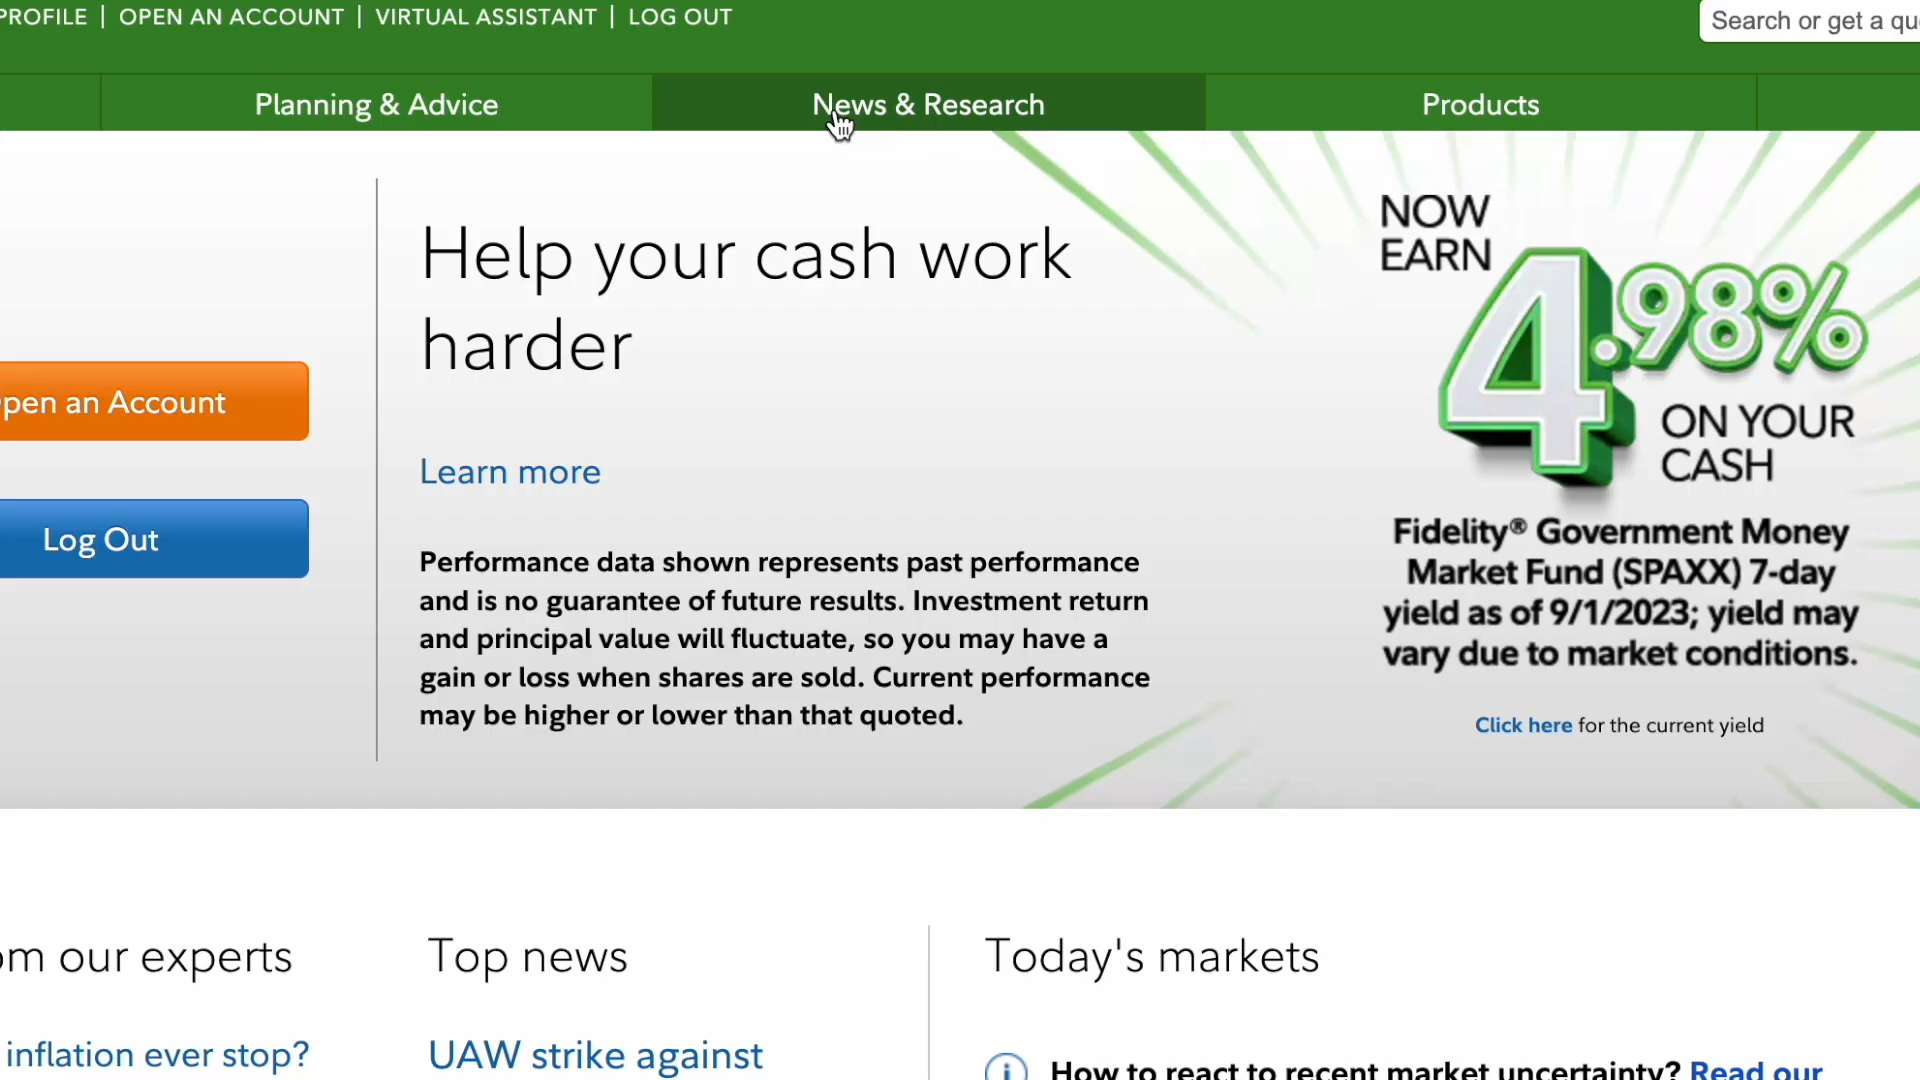 PROFILE | OPEN AN ACCOUNT | VIRTUAL ASSISTANT | LOG OUT
Search or get a qu
Planning & Advice
News & Research
Products
Help your cash work
harder
Learn more
Performance data shown represents past performance
and is no guarantee of future results. Investment return
and principal value will fluctuate, so you may have a
gain or loss when shares are sold. Current performance
may be higher or lower than that quoted.
pen an Account
Log Out
NOW
EARN
4.98%
ON YOUR
CASH
Fidelity® Government Money
Market Fund (SPAXX) 7-day
yield as of 9/1/2023; yield may
vary due to market conditions.
Click here for the current yield
om our experts
inflation ever stop?
Top news
UAW strike against
Today's markets
How to react to recent market uncertainty? Read our